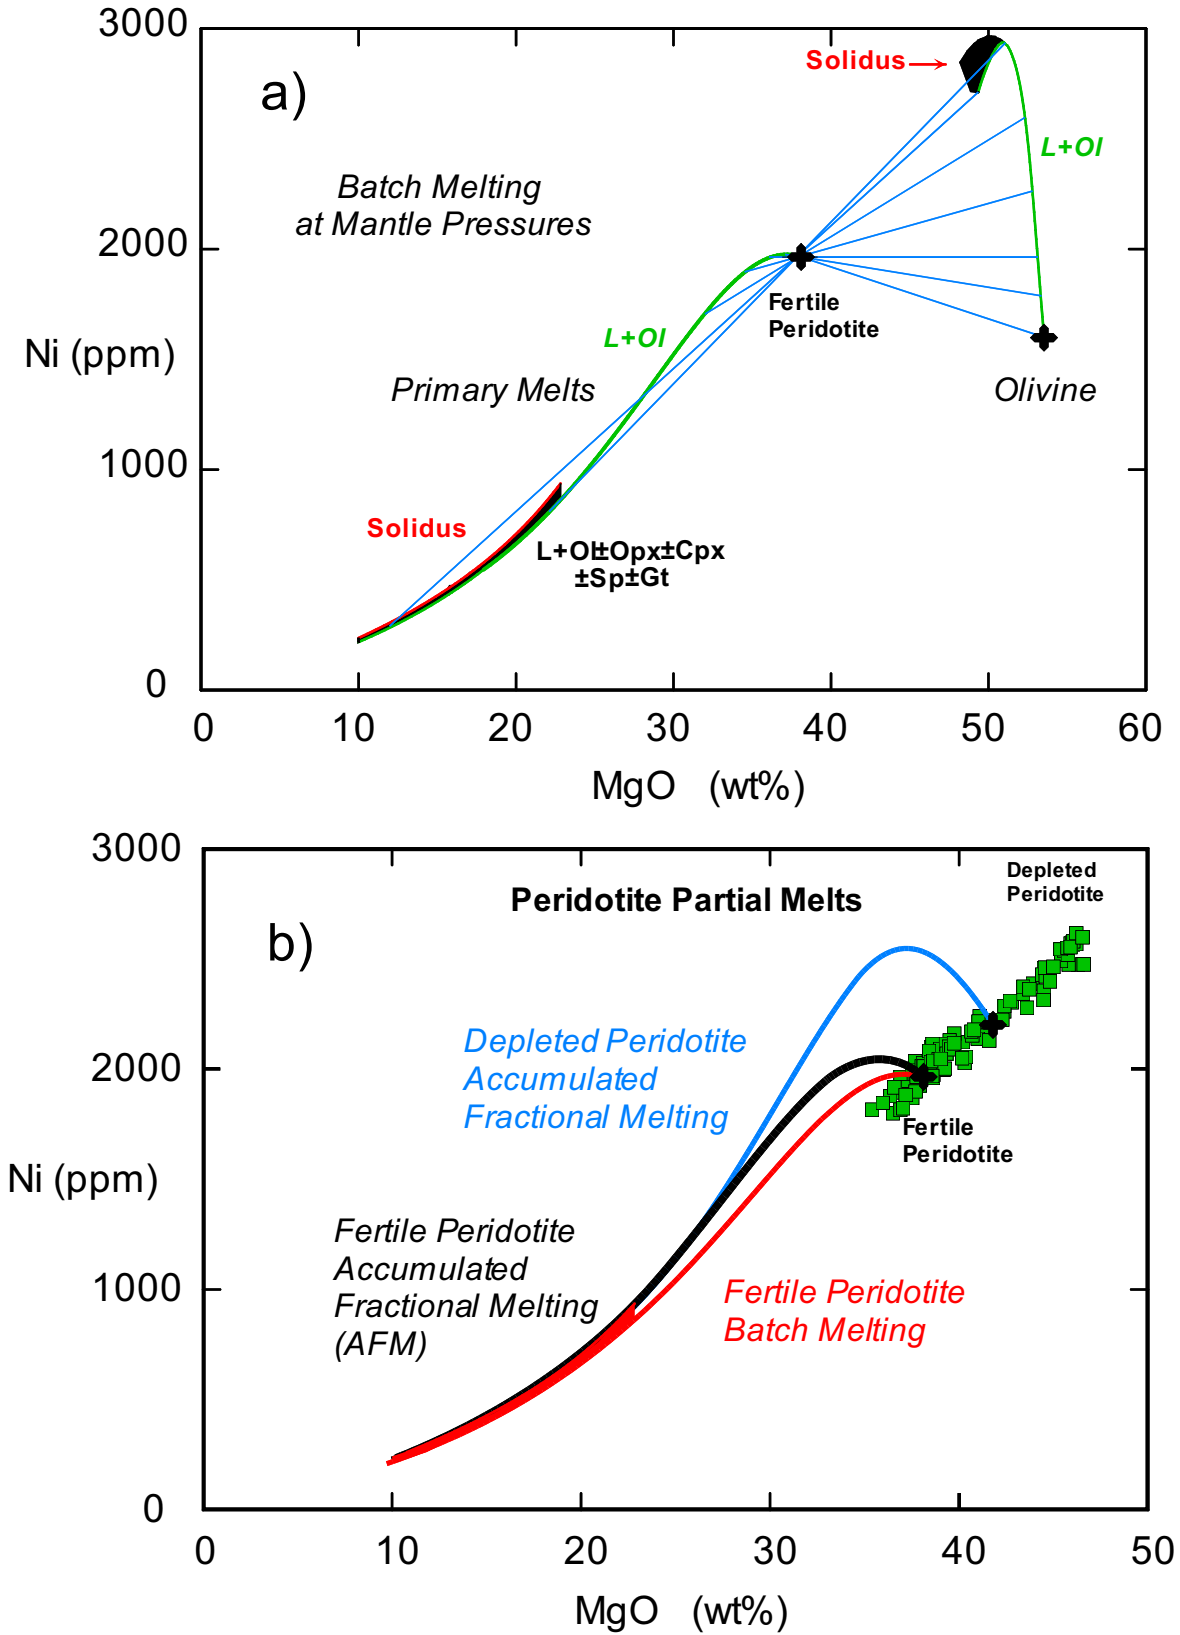 3000
Solidus
a)
L+Ol
Batch Melting
at Mantle Pressures
2000
Fertile
Peridotite
L+Ol
Ni (ppm)
Primary Melts
Olivine
1000
Solidus
L+Ol±Opx±Cpx
±Sp±Gt
0
0 10 20 30 40 50 60
MgO (wt%)
3000
Depleted
Peridotite
Peridotite Partial Melts
b)
Depleted Peridotite
Accumulated
Fractional Melting
2000
Fertile
Peridotite
Ni (ppm)
Fertile Peridotite
Accumulated
Fractional Melting
(AFM)
1000
Fertile Peridotite
Batch Melting
0
0 10 20 30 40 50
MgO (wt%)